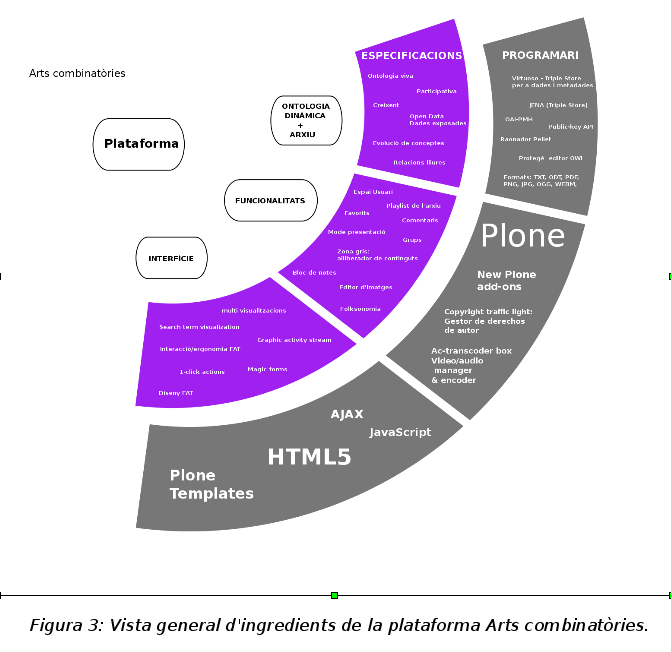 Arts combinatòries
Plataforma
ONTOLOGIA
DINÀMICA
+
ARXIU
FUNCIONALITATS
INTERFÍCIE
ESPECIFICACIONS
Ontologia viva
Participativa
Creixent
Open Data
Dades exposades
Evolució de conceptes
Relacions lliures
Espai Usuari
Playlist de l'arxiu
Favorits
Comentaris
Mode presentació
Grups
Zona gris:
alliberador de continguts
Bloc de notes
Editor d'imatges
Folksonomia
multi visualitzacions
Search term visualization
Graphic activity stream
Interacció/ergonomia FAT
1-click actions
Magic forms
Diseny FAT
PROGRAMARI
Virtuoso - Triple Store
per a dades i metadades
JENA (Triple Store)
OAI-PMH
Public-key API
Raonador Pellet
Protegé editor OWl
Formats: TXT, ODT, PDF,
PNG, JPG, OGG, WEBM,
Plone
New Plone
add-ons
Copyright traffic light:
Gestor de derechos
de autor
Ac-transcoder box
Video/audio
manager
& encoder
AJAX
JavaScript
HTML5
Plone
Templates
Figura 3: Vista general d'ingredients de la plataforma Arts combinatòries.